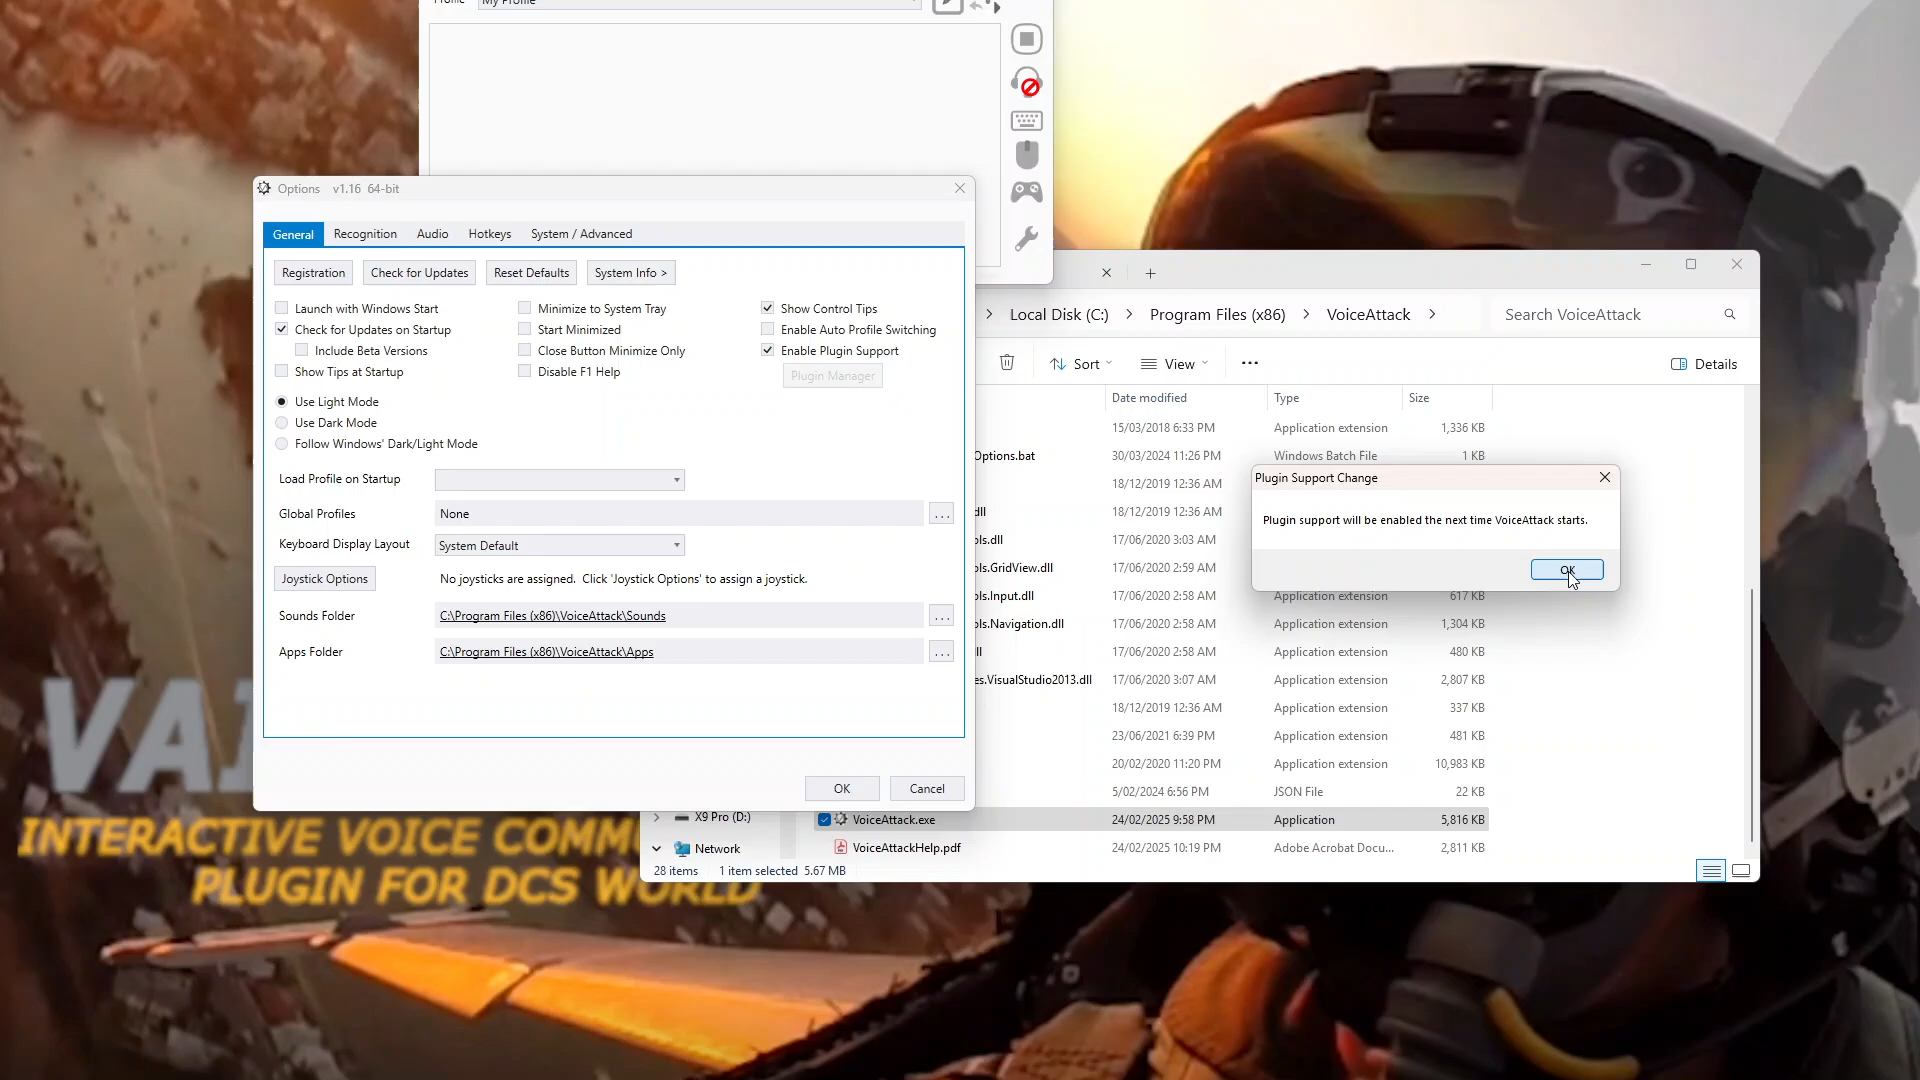 Profile My Profile
Options v1.16 64-bit
General Recognition Audio Hotkeys System / Advanced
Registration Check for Updates Reset Defaults System Info >
Launch with Windows Start Minimize to System Tray Show Control Tips
Check for Updates on Startup Start Minimized Enable Auto Profile Switching
Include Beta Versions Close Button Minimize Only Enable Plugin Support
Show Tips at Startup Disable F1 Help Plugin Manager
Use Light Mode
Use Dark Mode
Follow Windows' Dark/Light Mode
Load Profile on Startup
Global Profiles None ...
Keyboard Display Layout System Default
Joystick Options No joysticks are assigned. Click 'Joystick Options' to assign a joystick.
Sounds Folder C:\Program Files (x86)\VoiceAttack\Sounds ...
Apps Folder C:\Program Files (x86)\VoiceAttack\Apps ...
OK Cancel
Local Disk (C:) Program Files (x86) VoiceAttack Search VoiceAttack
Sort View ... Details
Date modified Type Size
15/03/2018 6:33 PM Application extension 1,336 KB
Options.bat 30/03/2024 11:26 PM Windows Batch File 1 KB
18/12/2019 12:36 AM
dll 18/12/2019 12:36 AM
ols.dll 17/06/2020 3:03 AM
ols.GridView.dll 17/06/2020 2:59 AM
ols.Input.dll 17/06/2020 2:58 AM Application extension 617 KB
ols.Navigation.dll 17/06/2020 2:58 AM Application extension 1,304 KB
ll 17/06/2020 2:58 AM Application extension 480 KB
es.VisualStudio2013.dll 17/06/2020 3:07 AM Application extension 2,807 KB
18/12/2019 12:36 AM Application extension 337 KB
23/06/2021 6:39 PM Application extension 481 KB
20/02/2020 11:20 PM Application extension 10,983 KB
5/02/2024 6:56 PM JSON File 22 KB
X9 Pro (D:) VoiceAttack.exe 24/02/2025 9:58 PM Application 5,816 KB
Network VoiceAttackHelp.pdf 24/02/2025 10:19 PM Adobe Acrobat Docu... 2,811 KB
28 items 1 item selected 5.67 MB
Plugin Support Change
Plugin support will be enabled the next time VoiceAttack starts.
OK
VAI
INTERACTIVE VOICE COMMU
PLUGIN FOR DCS WORLD